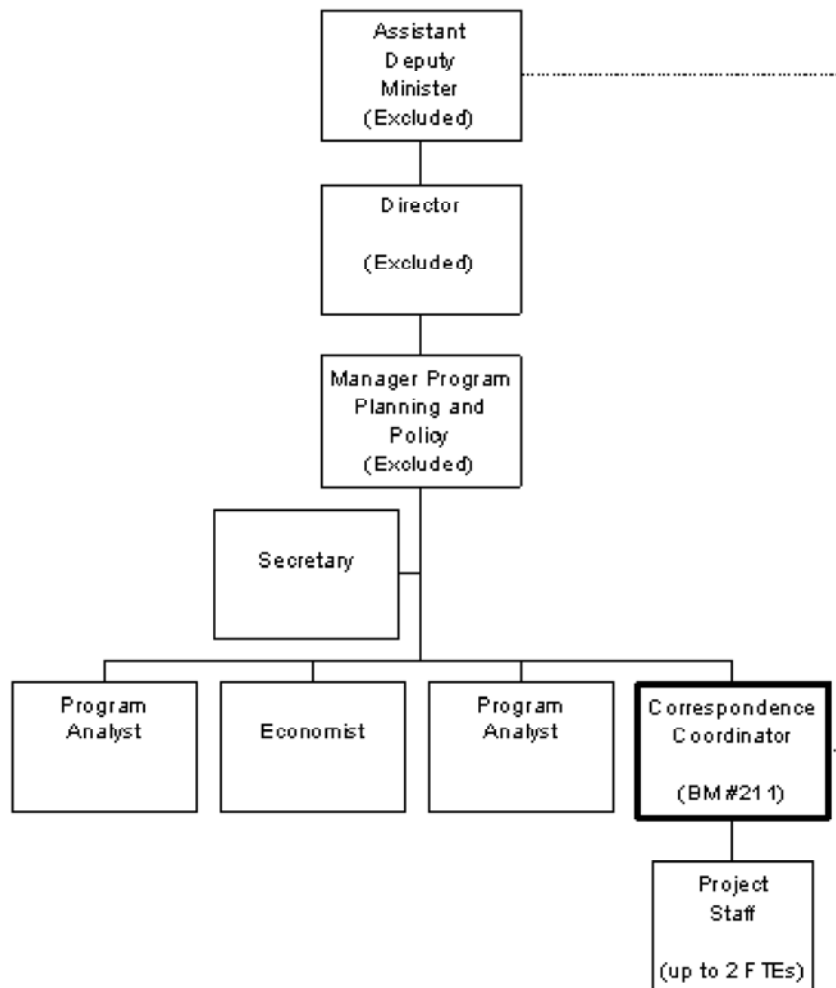 Assistant
Deputy
Minister
(Excluded)
Director
(Excluded)
Manager Program
Planning and
Policy
(Excluded)
Secretary
Program
Analyst
Economist
Program
Analyst
Correspondence
Coordinator
(BM #211)
Project
Staff
(up to 2 FTEs)